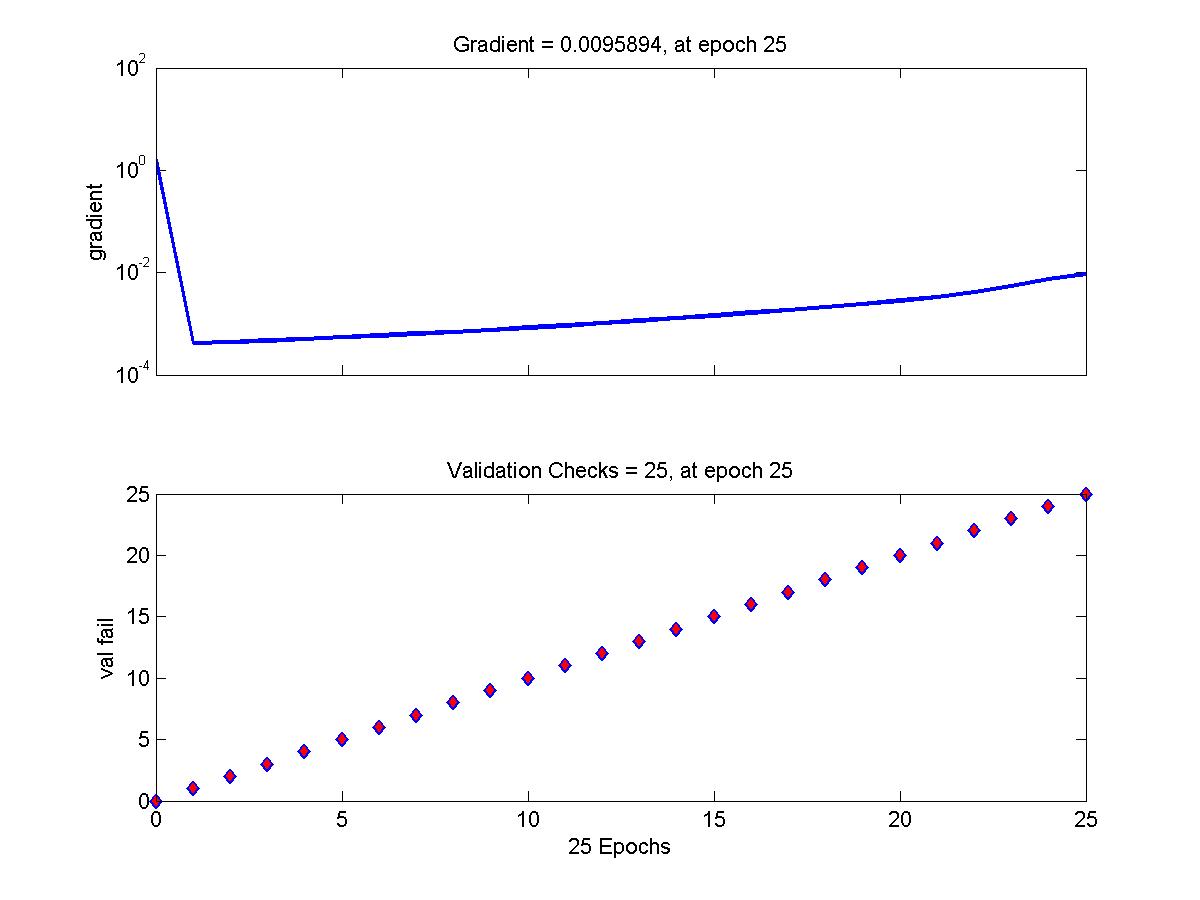 Gradient = 0.0095894, at epoch 25
10^2
10^0
10^-2
10^-4
gradient
Validation Checks = 25, at epoch 25
25
20
15
10
5
0
val fail
0 5 10 15 20 25
25 Epochs